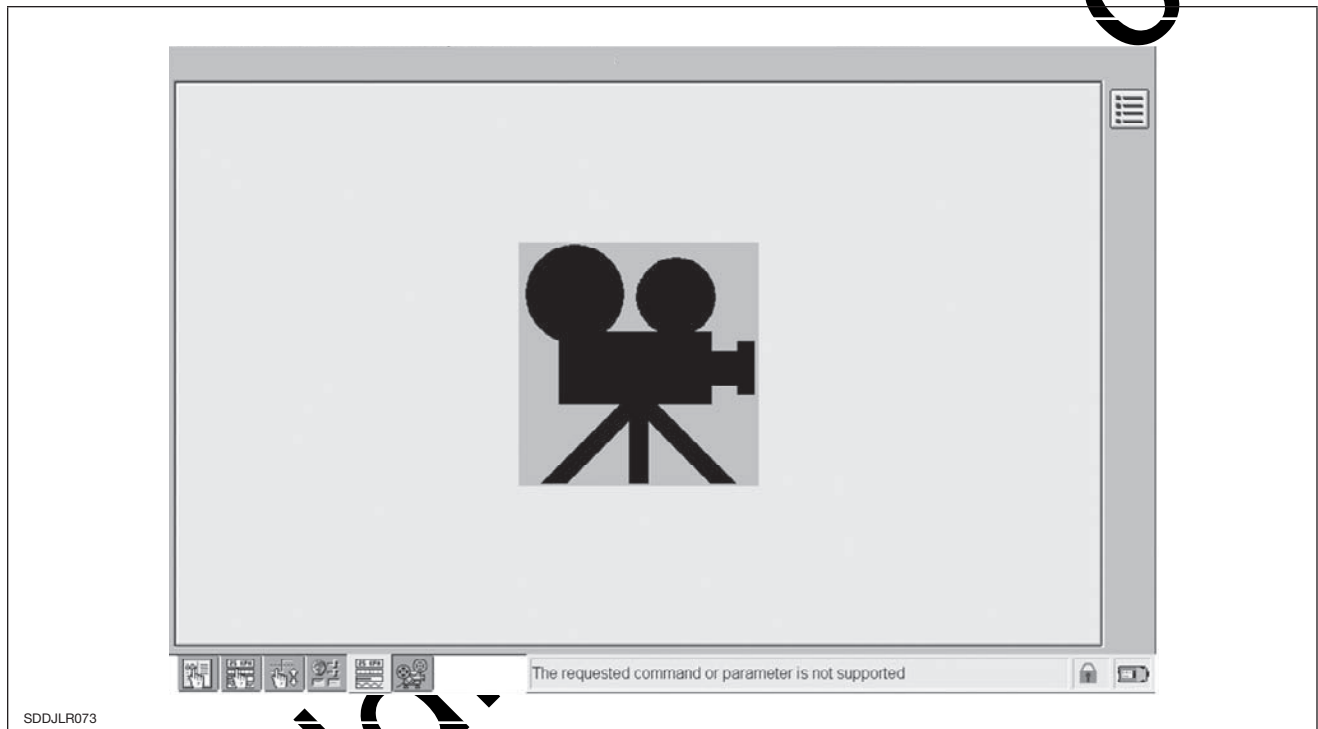 The requested command or parameter is not supported
SDDJLR073